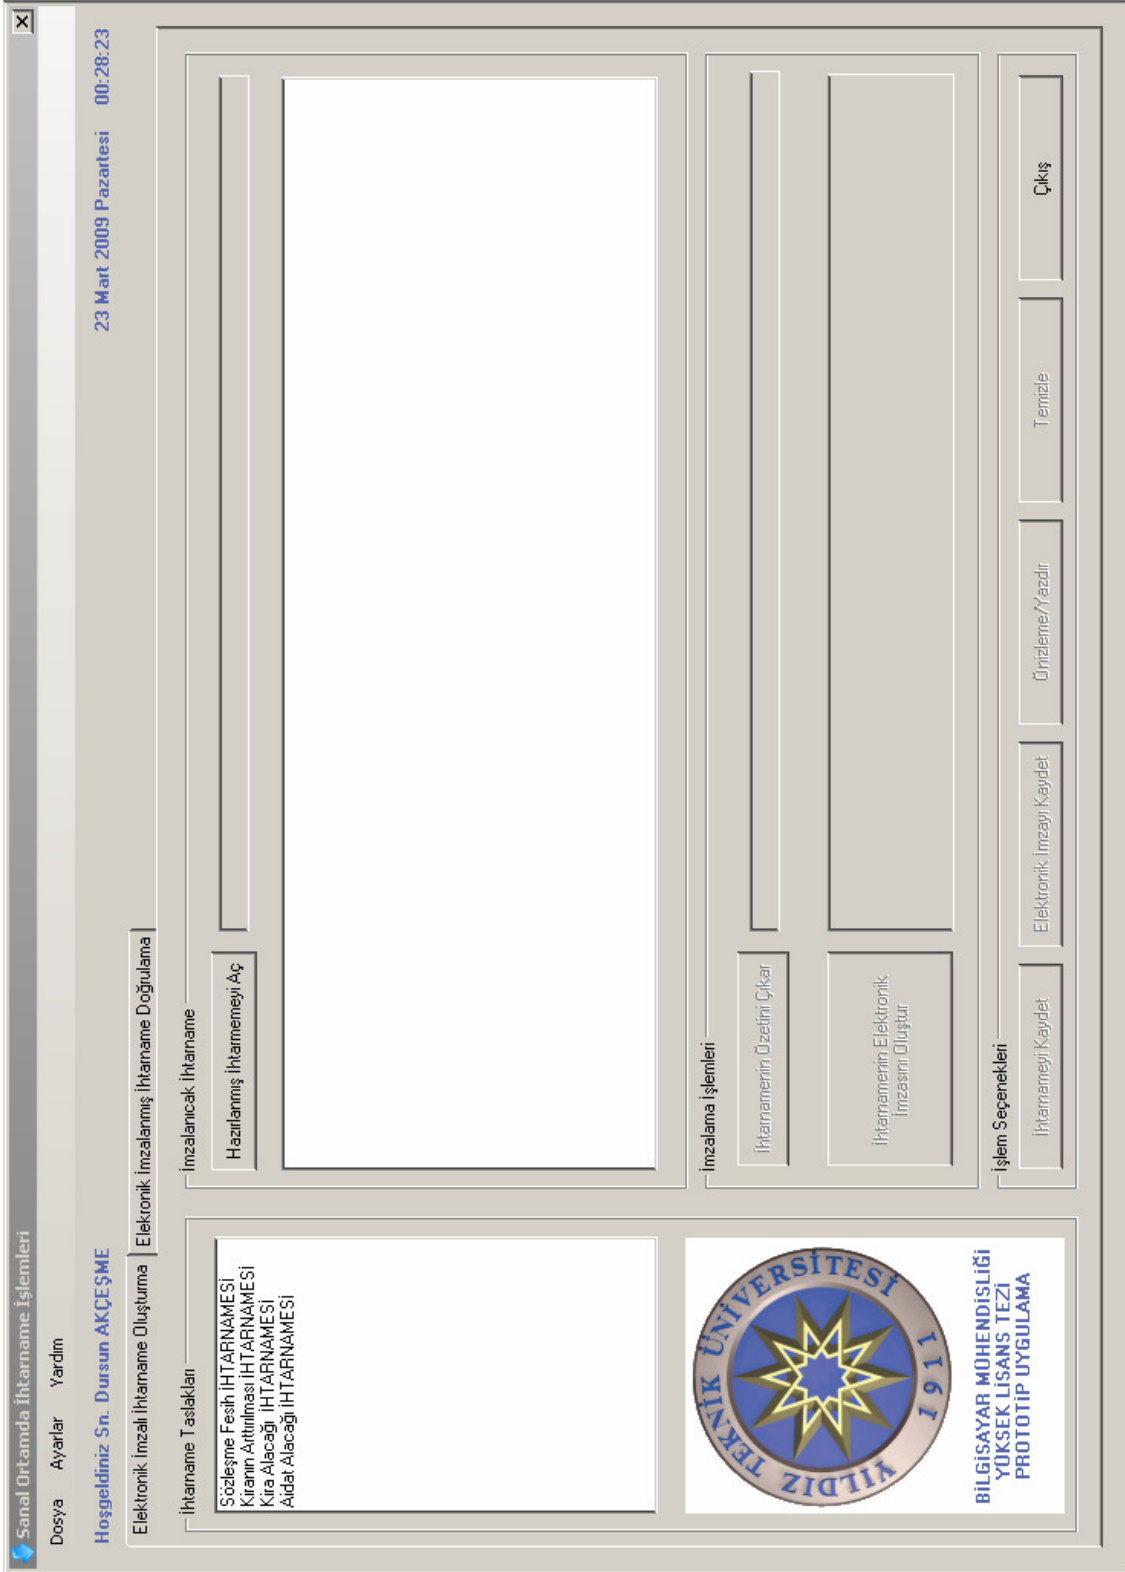 Sanal Ortamda İhtarname İşlemleri
Dosya Ayarlar Yardım
Hoşgeldiniz Sn. Dursun AKÇEŞME
23 Mart 2009 Pazartesi 00:28:23
Elektronik İmzalı İhtarname Oluşturma
Elekronik İmzalanmış İhtarname Doğrulama
İhtarname Taslakları
Sözleşme Fesih İHTARNAMESİ
Kiranın Arttırılması İHTARNAMESİ
Kira Alacağı İHTARNAMESİ
Aidat Alacağı İHTARNAMESİ
YILDIZ TEKNİK ÜNİVERSİTESİ
1911
BİLGİSAYAR MÜHENDİSLİĞİ
YÜKSEK LİSANS TEZİ
PROTOTİP UYGULAMA
İmzalanıcak İhtarname
Hazırlanmış İhtarmemeyi Aç
İmzalama İşlemleri
İhtarnamenin Özetini Çıkar
İhtarnamenin Elektronik
İmzasını Oluştur
İşlem Seçenekleri
İhtarnameyi Kaydet
Elektronik İmzayı Kaydet
Önizleme/Yazdır
Temizle
Çıkış